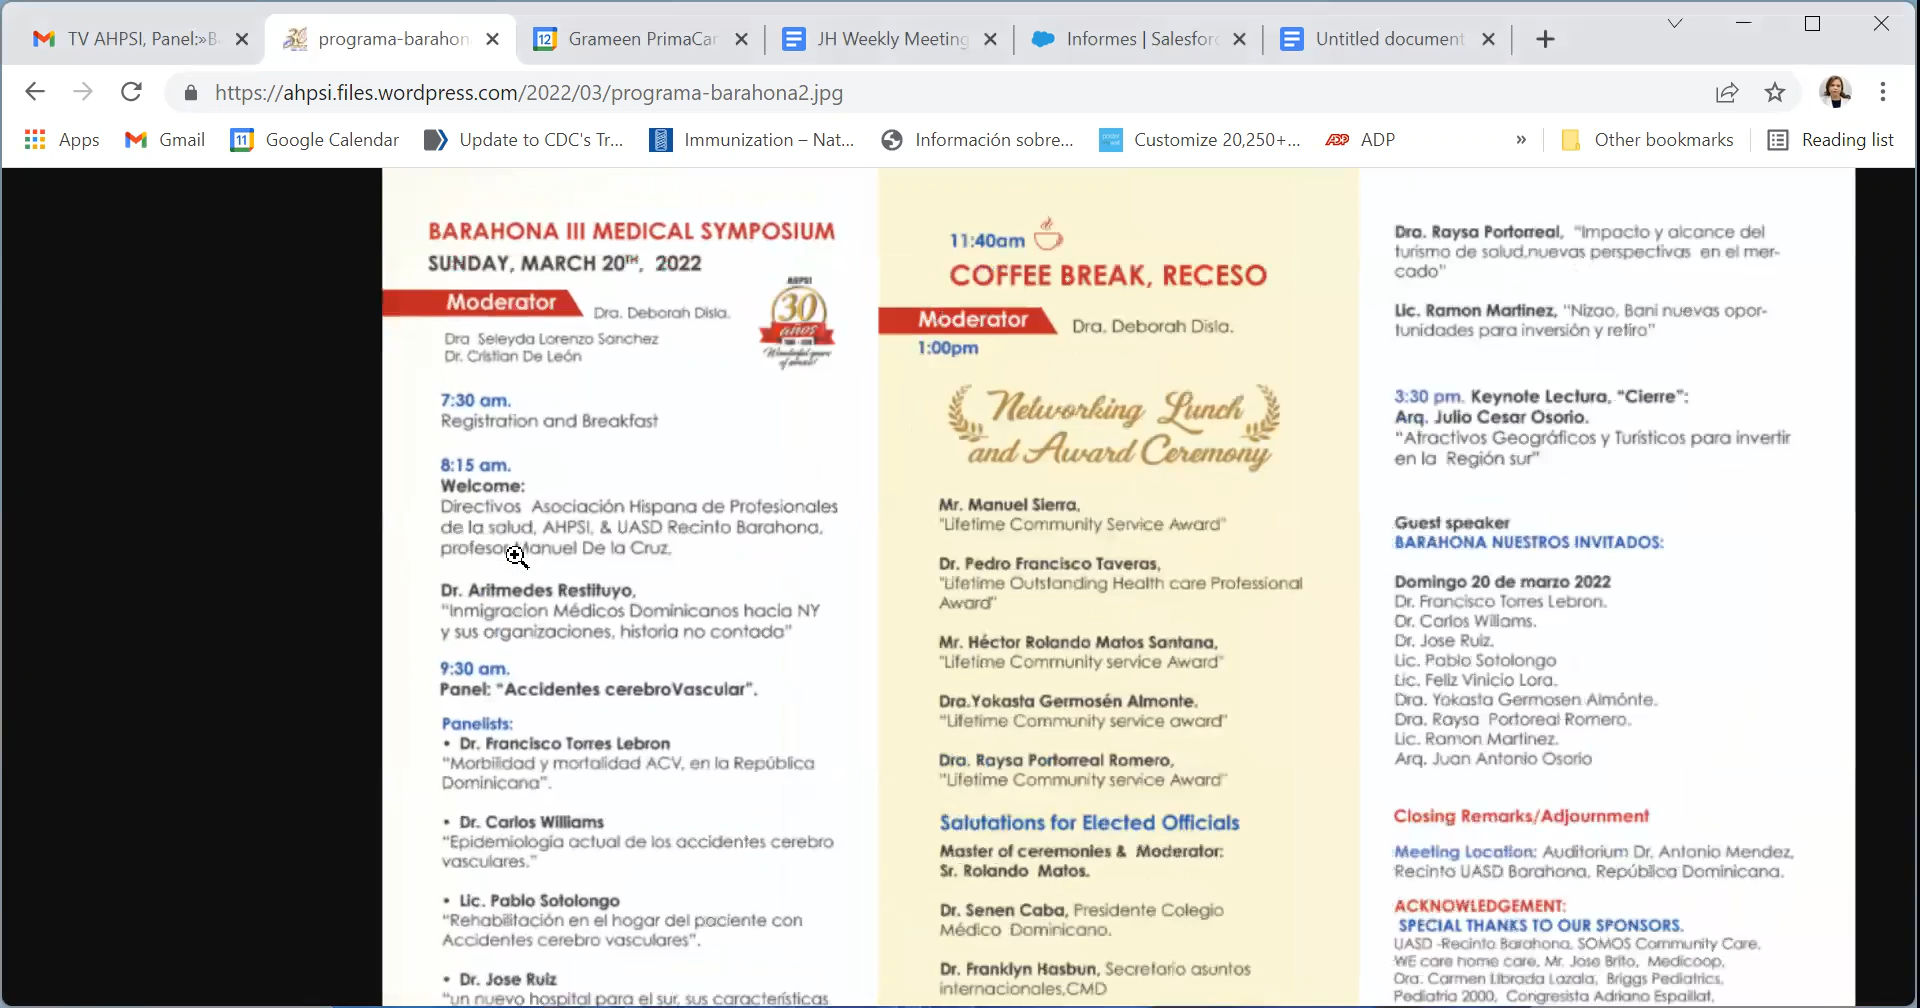 TV AHPSI, Panel:»B
programa-barahon
12
Grameen PrimaCar
JH Weekly Meeting
Informes | Salesforc
Untitled document
https://ahpsi.files.wordpress.com/2022/03/programa-barahona2.jpg
Apps
Gmail
11
Google Calendar
Update to CDC's Tr...
Immunization – Nat...
Información sobre...
Customize 20,250+...
ADP
ADP
»
Other bookmarks
Reading list
BARAHONA III MEDICAL SYMPOSIUM
SUNDAY, MARCH 20TH, 2022
Moderator
Dra. Deborah Disla.
Dra Seleyda Lorenzo Sanchez
Dr. Cristian De León
AHPSI
30
años
7:30 am.
Registration and Breakfast
8:15 am.
Welcome:
Directivos Asociación Hispana de Profesionales
de la salud, AHPSI, & UASD Recinto Barahona,
profesor Manuel De la Cruz.
Dr. Aritmedes Restituyo,
"Inmigracion Médicos Dominicanos hacia NY
y sus organizaciones, historia no contada"
9:30 am.
Panel: "Accidentes cerebroVascular".
Panelists:
• Dr. Francisco Torres Lebron
"Morbilidad y mortalidad ACV, en la República
Dominicana".
• Dr. Carlos Williams
"Epidemiología actual de los accidentes cerebro
vasculares."
• Lic. Pablo Sotolongo
"Rehabilitación en el hogar del paciente con
Accidentes cerebro vasculares".
• Dr. Jose Ruiz
"un nuevo hospital para el sur, sus características
11:40am
COFFEE BREAK, RECESO
Moderator
Dra. Deborah Disla.
1:00pm
Networking Lunch
and Award Ceremony
Mr. Manuel Sierra,
"Lifetime Community Service Award"
Dr. Pedro Francisco Taveras,
"Lifetime Outstanding Health care Professional
Award"
Mr. Héctor Rolando Matos Santana,
"Lifetime Community service Award"
Dra.Yokasta Germosén Almonte.
"Lifetime Community service award"
Dra. Raysa Portorreal Romero,
"Lifetime Community service Award"
Salutations for Elected Officials
Master of ceremonies & Moderator:
Sr. Rolando Matos.
Dr. Senen Caba, Presidente Colegio
Médico Dominicano.
Dr. Franklyn Hasbun, Secretario asuntos
internacionales,CMD
Dra. Raysa Portorreal, "Impacto y alcance del
turismo de salud,nuevas perspectivas en el mer-
cado"
Lic. Ramon Martinez, "Nizao, Bani nuevas opor-
tunidades para inversión y retiro"
3:30 pm. Keynote Lectura, "Cierre":
Arq. Julio Cesar Osorio.
"Atractivos Geográficos y Turísticos para invertir
en la Región sur"
Guest speaker
BARAHONA NUESTROS INVITADOS:
Domingo 20 de marzo 2022
Dr. Francisco Torres Lebron.
Dr. Carlos Willams.
Dr. Jose Ruiz.
Lic. Pablo Sotolongo
Lic. Feliz Vinicio Lora.
Dra. Yokasta Germosen Almónte.
Dra. Raysa Portoreal Romero.
Lic. Ramon Martinez.
Arq. Juan Antonio Osorio
Closing Remarks/Adjournment
Meeting Location: Auditorium Dr. Antonio Mendez,
Recinto UASD Barahona, República Dominicana.
ACKNOWLEDGEMENT:
SPECIAL THANKS TO OUR SPONSORS.
UASD -Recinto Barahona, SOMOS Community Care,
WE care home care, Mr. Jose Brito, Medicoop,
Dra. Carmen Librada Lazala, Briggs Pediatrics,
Pediatria 2000, Congresista Adriano Espaillat,